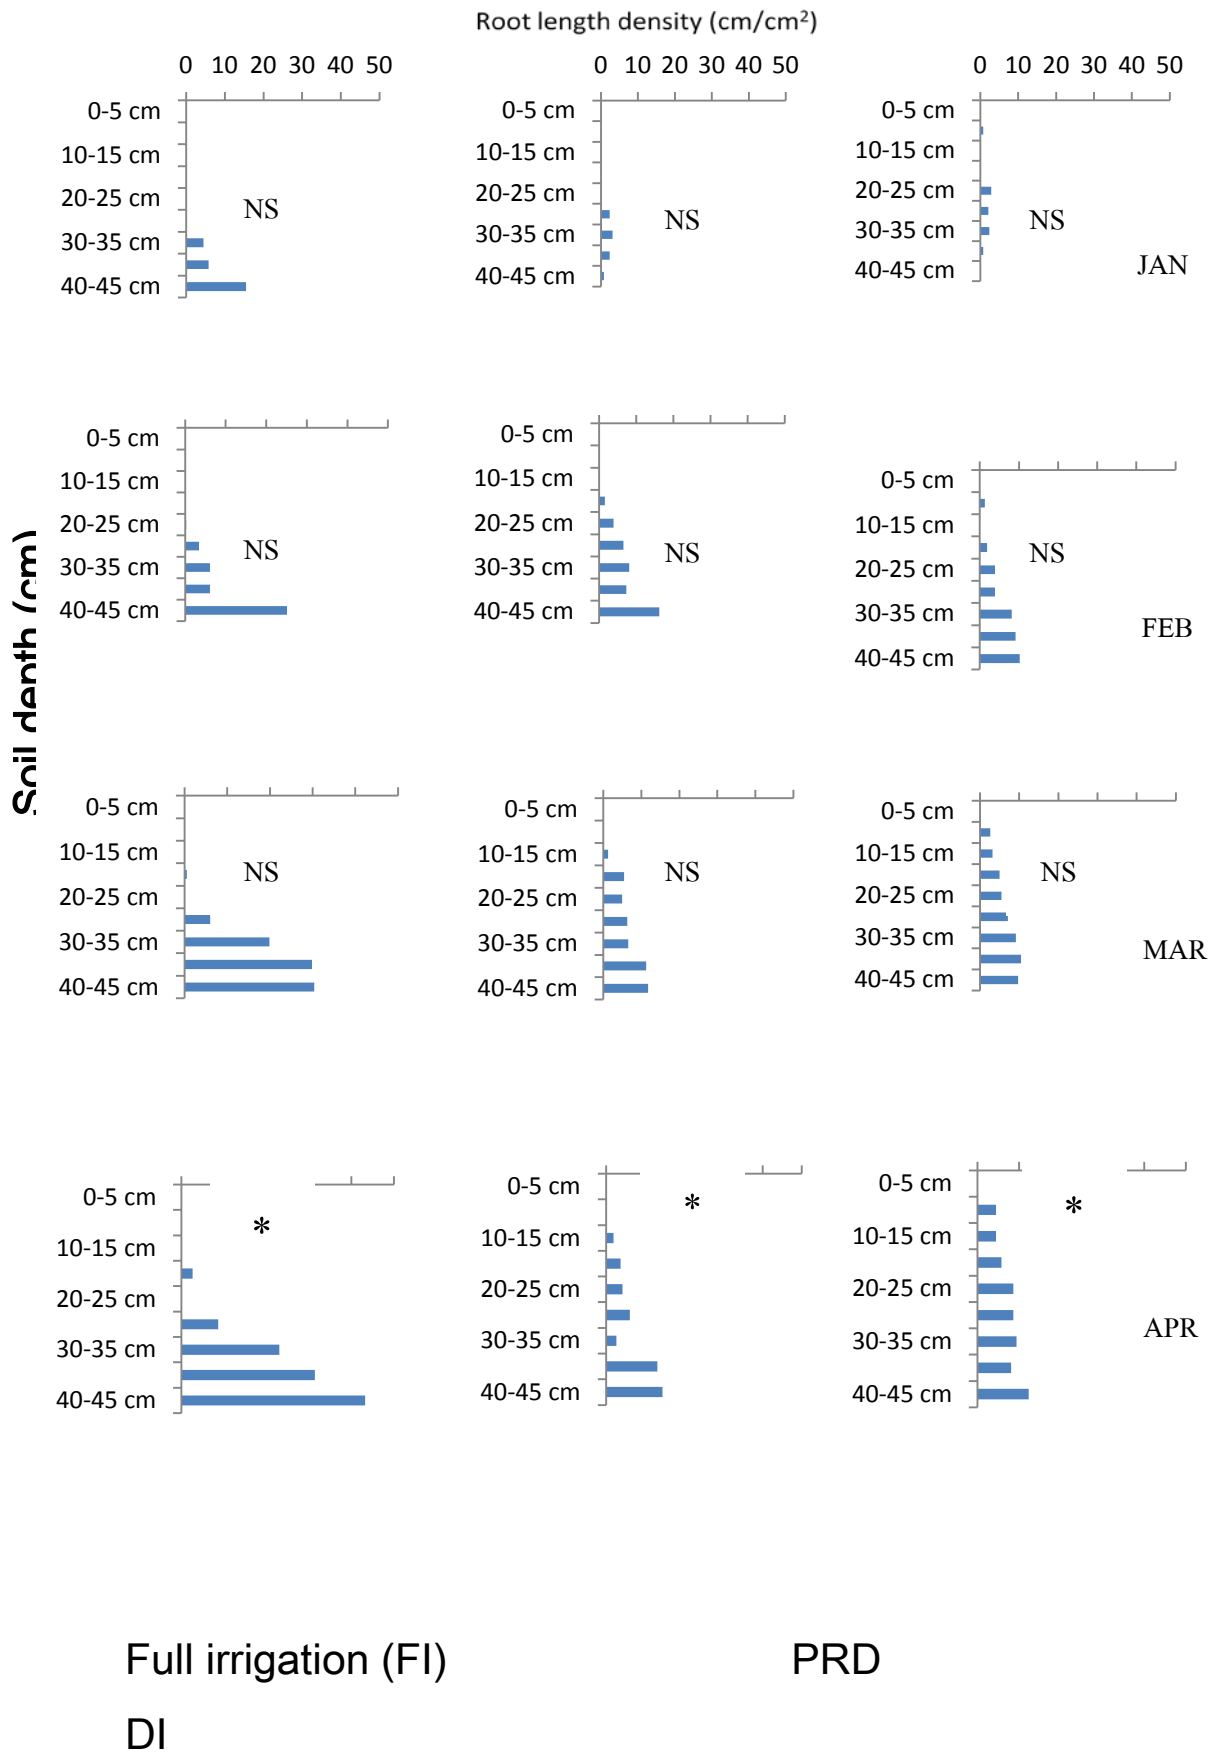 Root length density (cm/cm²)
0 10 20 30 40 50
0 10 20 30 40 50
0 10 20 30 40 50
0-5 cm
10-15 cm
20-25 cm
30-35 cm
40-45 cm
NS
0-5 cm
10-15 cm
20-25 cm
30-35 cm
40-45 cm
NS
0-5 cm
10-15 cm
20-25 cm
30-35 cm
40-45 cm
NS
JAN
Soil depth (cm)
0-5 cm
10-15 cm
20-25 cm
30-35 cm
40-45 cm
NS
0-5 cm
10-15 cm
20-25 cm
30-35 cm
40-45 cm
NS
0-5 cm
10-15 cm
20-25 cm
30-35 cm
40-45 cm
NS
FEB
0-5 cm
10-15 cm
20-25 cm
30-35 cm
40-45 cm
NS
0-5 cm
10-15 cm
20-25 cm
30-35 cm
40-45 cm
NS
0-5 cm
10-15 cm
20-25 cm
30-35 cm
40-45 cm
NS
MAR
0-5 cm
10-15 cm
20-25 cm
30-35 cm
40-45 cm
*
0-5 cm
10-15 cm
20-25 cm
30-35 cm
40-45 cm
*
0-5 cm
10-15 cm
20-25 cm
30-35 cm
40-45 cm
*
APR
Full irrigation (FI) PRD
DI